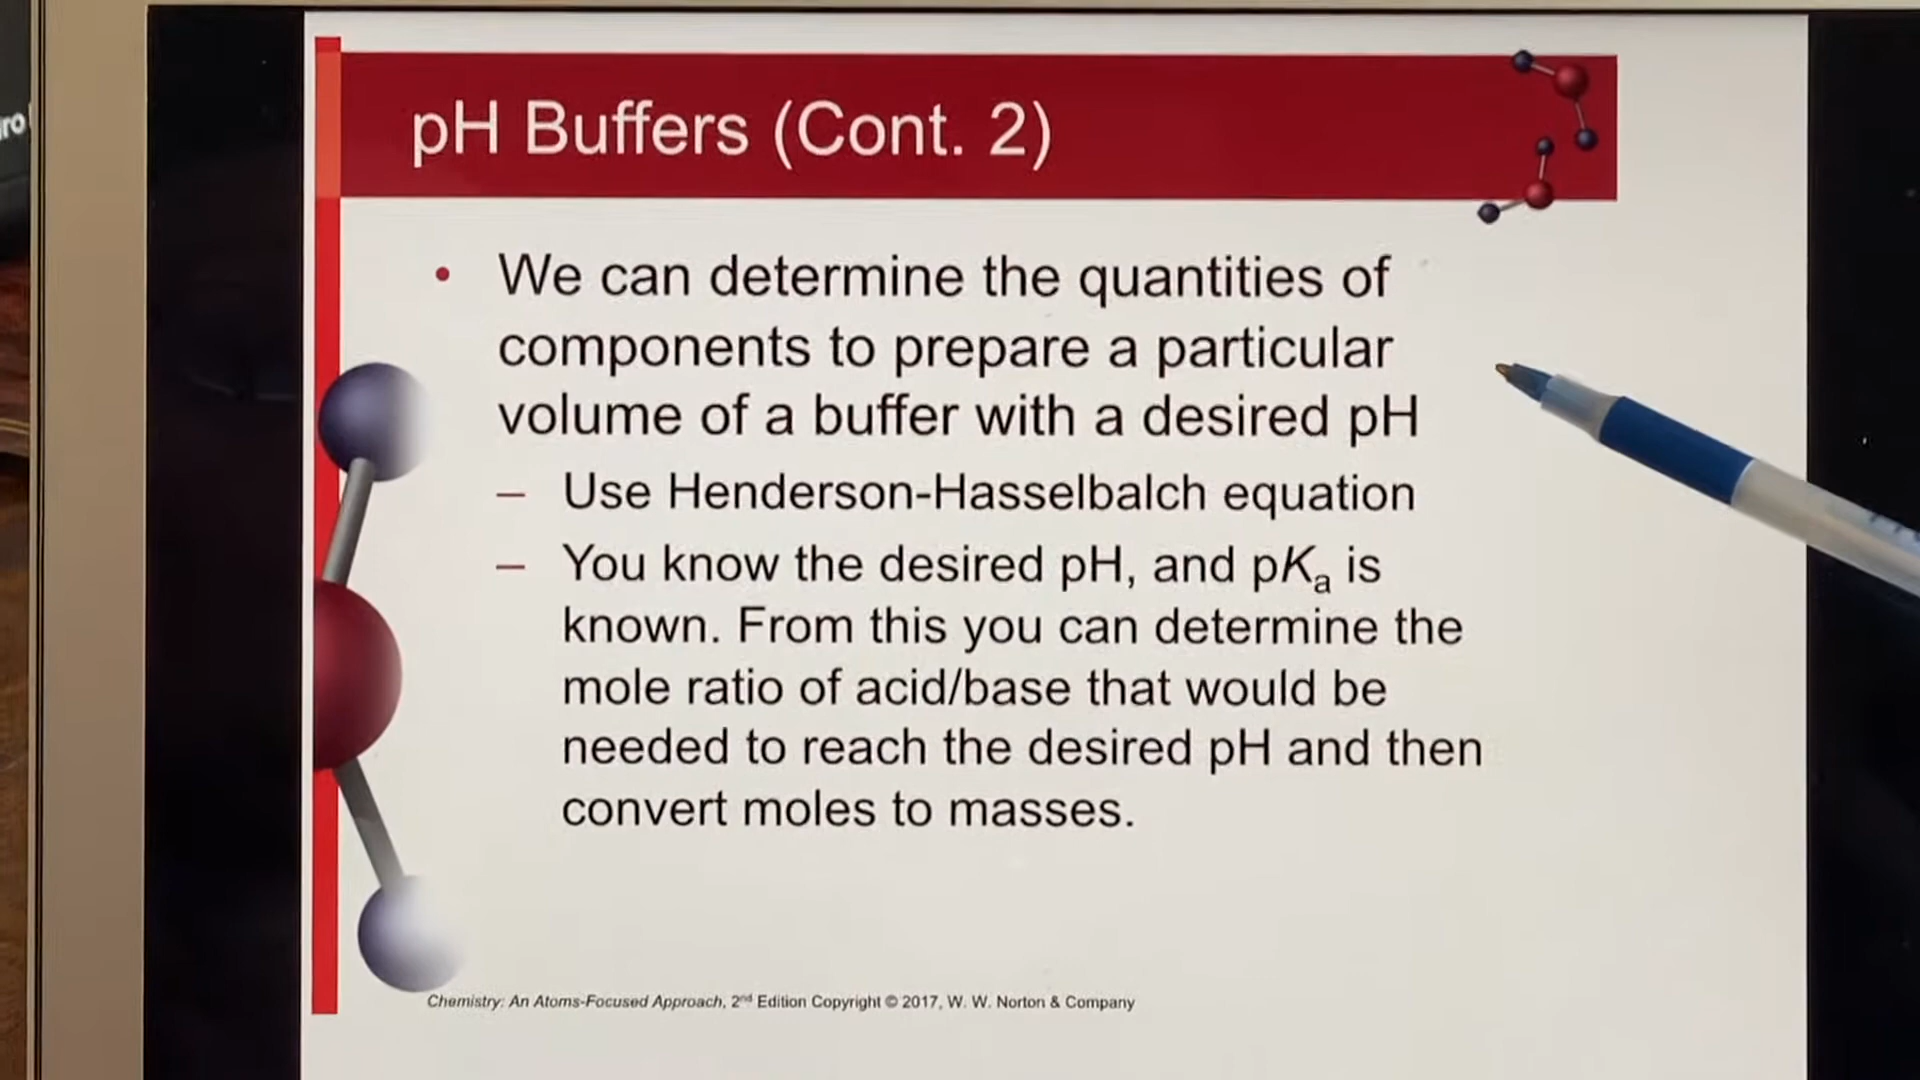 pH Buffers (Cont. 2)
• We can determine the quantities of
components to prepare a particular
volume of a buffer with a desired pH
– Use Henderson-Hasselbalch equation
– You know the desired pH, and pKa is
known. From this you can determine the
mole ratio of acid/base that would be
needed to reach the desired pH and then
convert moles to masses.
Chemistry: An Atoms-Focused Approach, 2nd Edition Copyright © 2017, W. W. Norton & Company